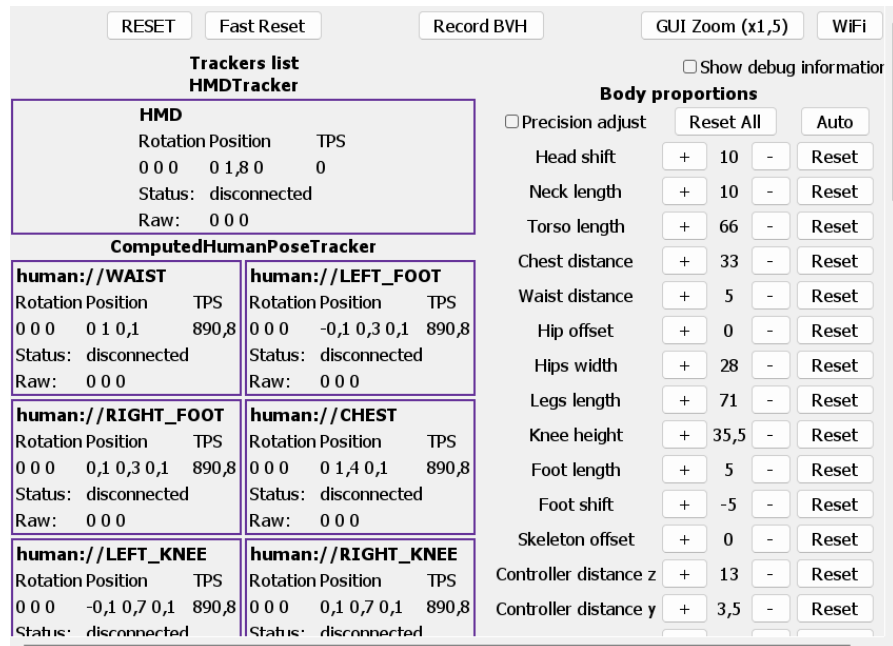 RESET Fast Reset Record BVH GUI Zoom (x1,5) WiFi
Trackers list
HMDTracker
HMD
Rotation Position TPS
0 0 0 0 1,8 0 0
Status: disconnected
Raw: 0 0 0
ComputedHumanPoseTracker
human://WAIST
Rotation Position TPS
0 0 0 0 1 0,1 890,8
Status: disconnected
Raw: 0 0 0
human://LEFT_FOOT
Rotation Position TPS
0 0 0 -0,1 0,3 0,1 890,8
Status: disconnected
Raw: 0 0 0
human://RIGHT_FOOT
Rotation Position TPS
0 0 0 0,1 0,3 0,1 890,8
Status: disconnected
Raw: 0 0 0
human://CHEST
Rotation Position TPS
0 0 0 0 1,4 0,1 890,8
Status: disconnected
Raw: 0 0 0
human://LEFT_KNEE
Rotation Position TPS
0 0 0 -0,1 0,7 0,1 890,8
Status: disconnected
human://RIGHT_KNEE
Rotation Position TPS
0 0 0 0,1 0,7 0,1 890,8
Status: disconnected
Show debug information
Body proportions
Precision adjust Reset All Auto
Head shift + 10 - Reset
Neck length + 10 - Reset
Torso length + 66 - Reset
Chest distance + 33 - Reset
Waist distance + 5 - Reset
Hip offset + 0 - Reset
Hips width + 28 - Reset
Legs length + 71 - Reset
Knee height + 35,5 - Reset
Foot length + 5 - Reset
Foot shift + -5 - Reset
Skeleton offset + 0 - Reset
Controller distance z + 13 - Reset
Controller distance y + 3,5 - Reset